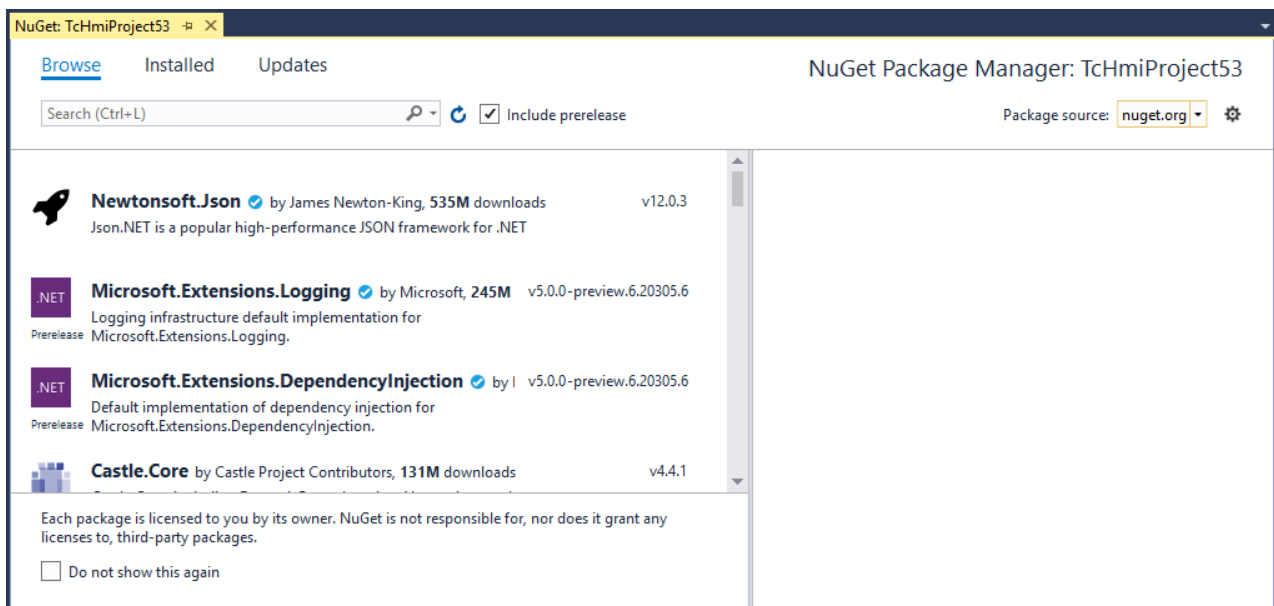 NuGet: TcHmiProject53
Browse Installed Updates
NuGet Package Manager: TcHmiProject53
Search (Ctrl+L)
Include prerelease
Package source: nuget.org
Newtonsoft.Json by James Newton-King, 535M downloads v12.0.3
Json.NET is a popular high-performance JSON framework for .NET
.NET
Microsoft.Extensions.Logging by Microsoft, 245M v5.0.0-preview.6.20305.6
Logging infrastructure default implementation for
Prerelease Microsoft.Extensions.Logging.
.NET
Microsoft.Extensions.DependencyInjection by v5.0.0-preview.6.20305.6
Default implementation of dependency injection for
Prerelease Microsoft.Extensions.DependencyInjection.
Castle.Core by Castle Project Contributors, 131M downloads v4.4.1
Each package is licensed to you by its owner. NuGet is not responsible for, nor does it grant any
licenses to, third-party packages.
Do not show this again